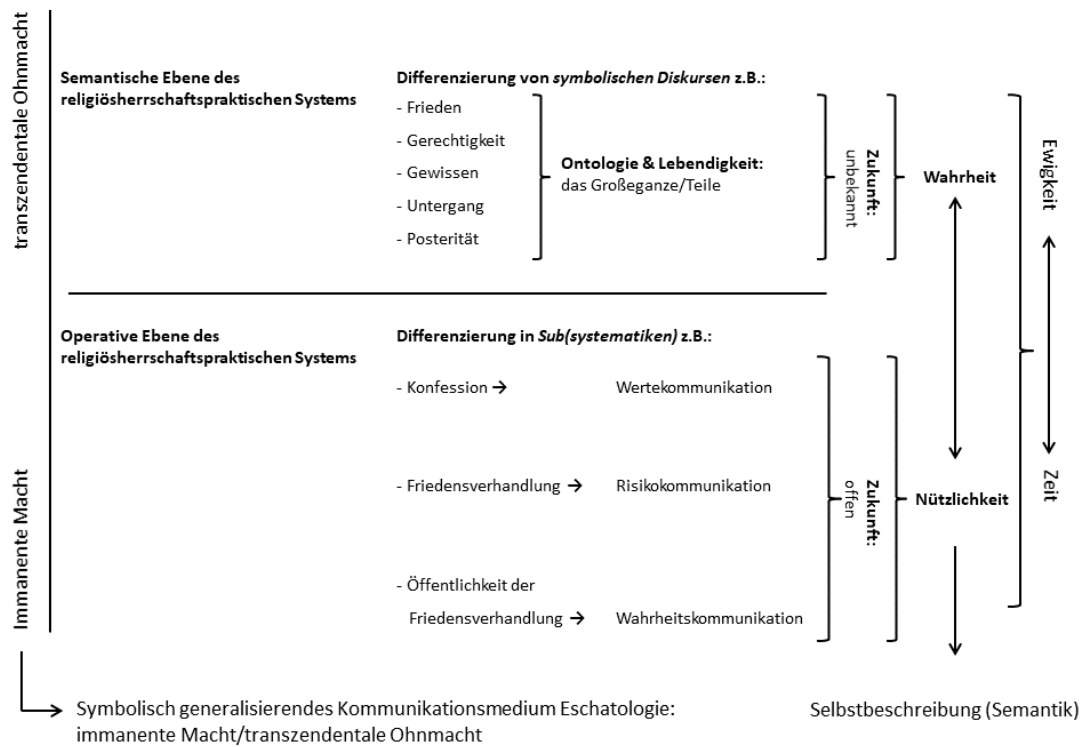 transzendentale Ohnmacht
Semantische Ebene des
religiösherrschaftspraktischen Systems
Differenzierung von symbolischen Diskursen z.B.:
- Frieden
- Gerechtigkeit
- Gewissen
- Untergang
- Posterität
Ontologie & Lebendigkeit:
das Großeganze/Teile
Zukunft:
unbekannt
Wahrheit
Ewigkeit
Immanente Macht
Operative Ebene des
religiösherrschaftspraktischen Systems
Differenzierung in Sub(systematiken) z.B.:
- Konfession → Wertekommunikation
- Friedensverhandlung → Risikokommunikation
- Öffentlichkeit der
Friedensverhandlung → Wahrheitskommunikation
Zukunft:
offen
Nützlichkeit
Zeit
Symbolisch generalisierendes Kommunikationsmedium Eschatologie:
immanente Macht/transzendentale Ohnmacht
Selbstbeschreibung (Semantik)